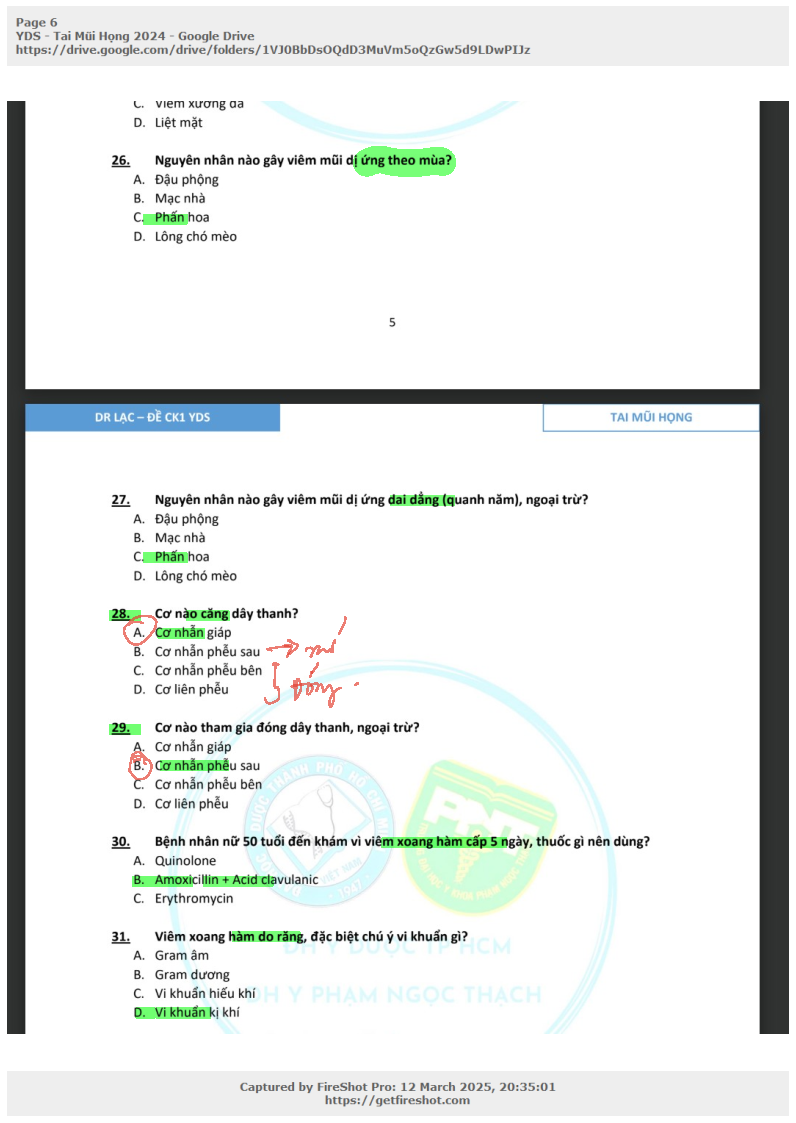 Page 6
YDS - Tai Mũi Họng 2024 - Google Drive
https://drive.google.com/drive/folders/1VJ0BbDsOQdD3MuVm5oQzGw5d9LDwPIJz
C. Viêm xương đá
D. Liệt mặt
26. Nguyên nhân nào gây viêm mũi dị ứng theo mùa?
A. Đậu phộng
B. Mạc nhà
C. Phấn hoa
D. Lông chó mèo
5
DR LẠC – ĐỀ CK1 YDS
TAI MŨI HỌNG
27. Nguyên nhân nào gây viêm mũi dị ứng dai dẳng (quanh năm), ngoại trừ?
A. Đậu phộng
B. Mạc nhà
C. Phấn hoa
D. Lông chó mèo
28. Cơ nào căng dây thanh?
A. Cơ nhẫn giáp
B. Cơ nhẫn phễu sau → mở
C. Cơ nhẫn phễu bên
D. Cơ liên phễu
đóng
29. Cơ nào tham gia đóng dây thanh, ngoại trừ?
A. Cơ nhẫn giáp
B. Cơ nhẫn phễu sau
C. Cơ nhẫn phễu bên
D. Cơ liên phễu
30. Bệnh nhân nữ 50 tuổi đến khám vì viêm xoang hàm cấp 5 ngày, thuốc gì nên dùng?
A. Quinolone
B. Amoxicillin + Acid clavulanic
C. Erythromycin
31. Viêm xoang hàm do răng, đặc biệt chú ý vi khuẩn gì?
A. Gram âm
B. Gram dương
C. Vi khuẩn hiếu khí
D. Vi khuẩn kị khí
PNT
VIỆT NAM
- 1947 -
ĐH Y DƯỢC TP HCM
ĐH Y PHẠM NGỌC THẠCH
Captured by FireShot Pro: 12 March 2025, 20:35:01
https://getfireshot.com